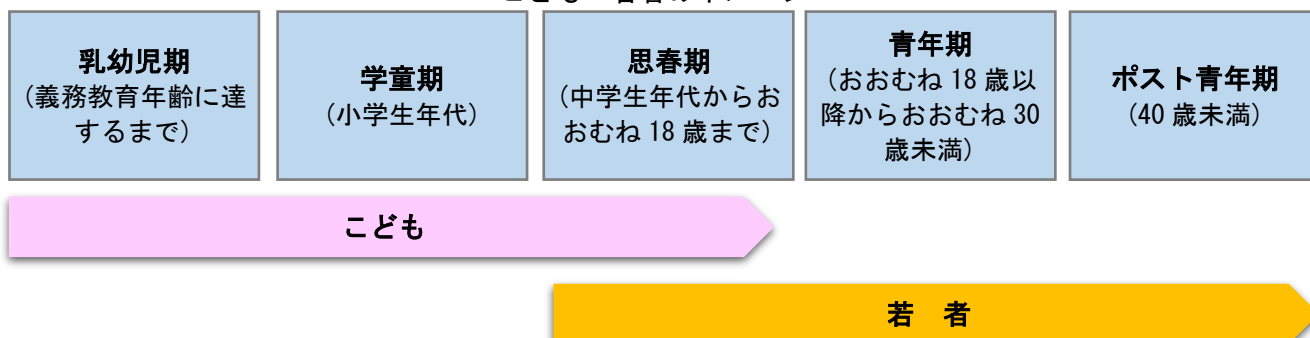 乳幼児期
(義務教育年齢に達
するまで)
学童期
(小学生年代)
思春期
(中学生年代からお
おむね 18 歳まで)
青年期
(おおむね 18 歳以
降からおおむね 30
歳未満)
ポスト青年期
(40 歳未満)
こども
若 者